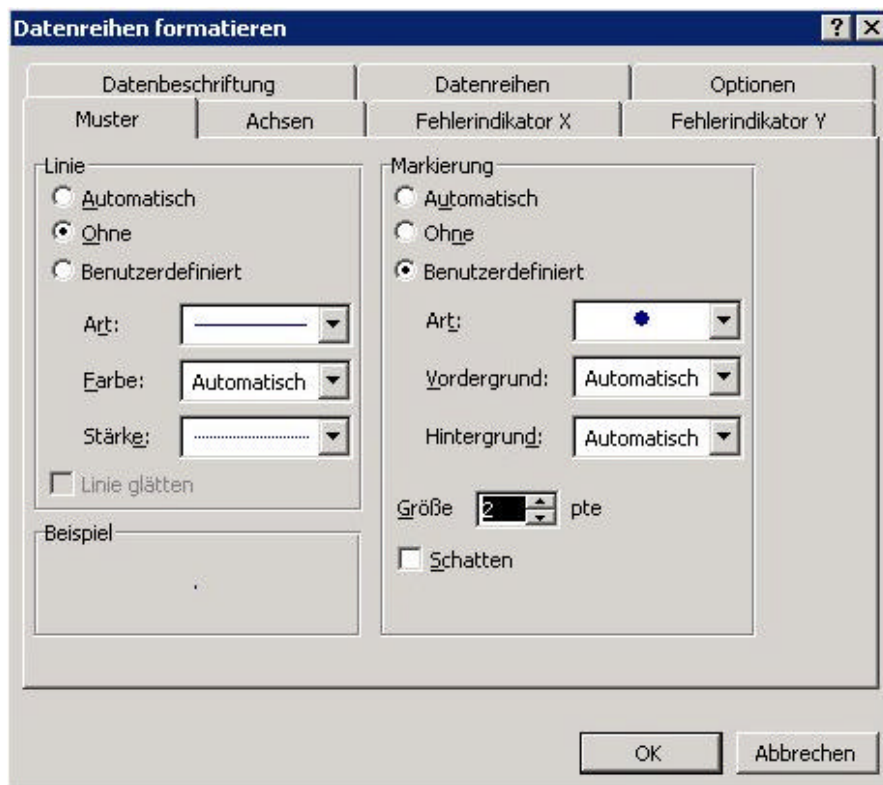 Datenreihen formatieren
Datenbeschriftung Datenreihen Optionen
Muster Achsen Fehlerindikator X Fehlerindikator Y
Linie
Automatisch
Ohne
Benutzerdefiniert
Art:
Farbe: Automatisch
Stärke:
Linie glätten
Beispiel
Markierung
Automatisch
Ohne
Benutzerdefiniert
Art:
Vordergrund: Automatisch
Hintergrund: Automatisch
Größe 2 pte
Schatten
OK Abbrechen